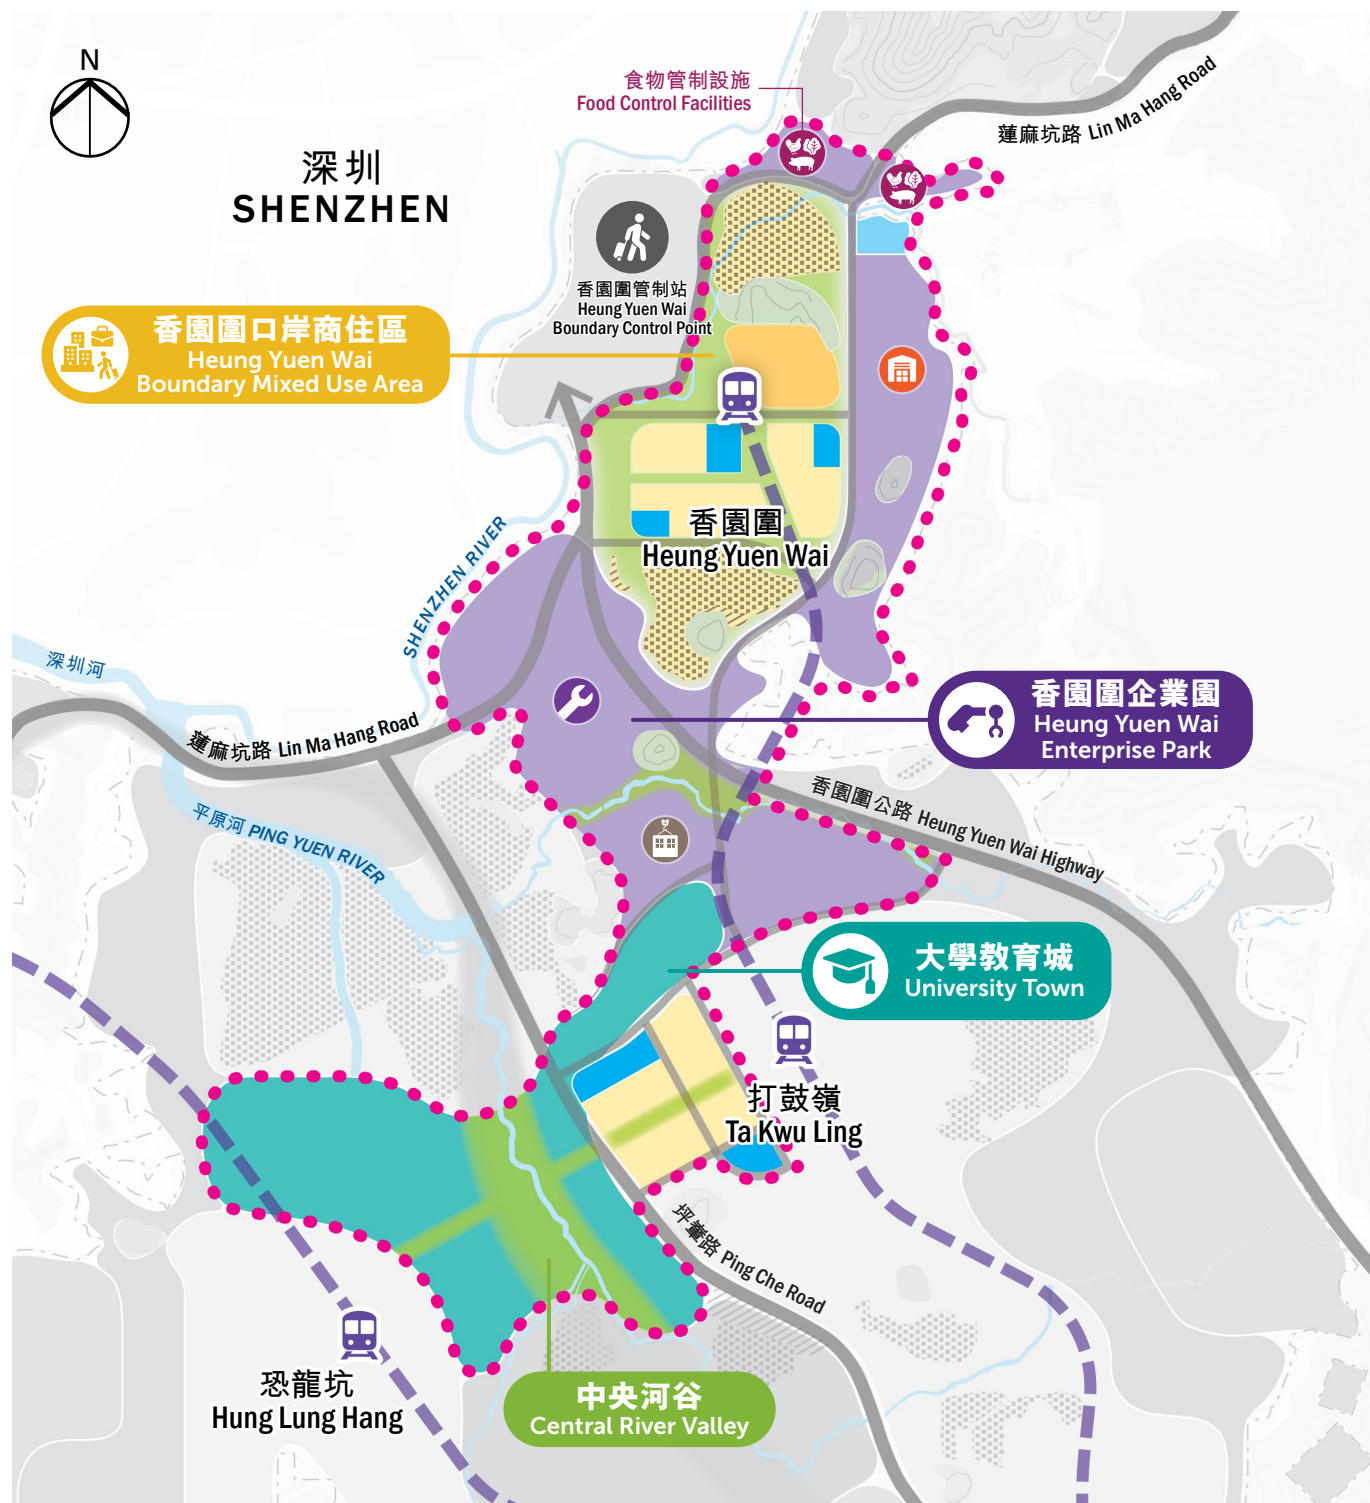 N
深圳
SHENZHEN
食物管制設施
Food Control Facilities
蓮麻坑路 Lin Ma Hang Road
香園圍管制站
Heung Yuen Wai
Boundary Control Point
香園圍口岸商住區
Heung Yuen Wai
Boundary Mixed Use Area
香園圍
Heung Yuen Wai
SHENZHEN RIVER
深圳河
蓮麻坑路 Lin Ma Hang Road
香園圍企業園
Heung Yuen Wai
Enterprise Park
平原河 PING YUEN RIVER
香園圍公路 Heung Yuen Wai Highway
大學教育城
University Town
打鼓嶺
Ta Kwu Ling
坪輋路 Ping Che Road
恐龍坑
Hung Lung Hang
中央河谷
Central River Valley